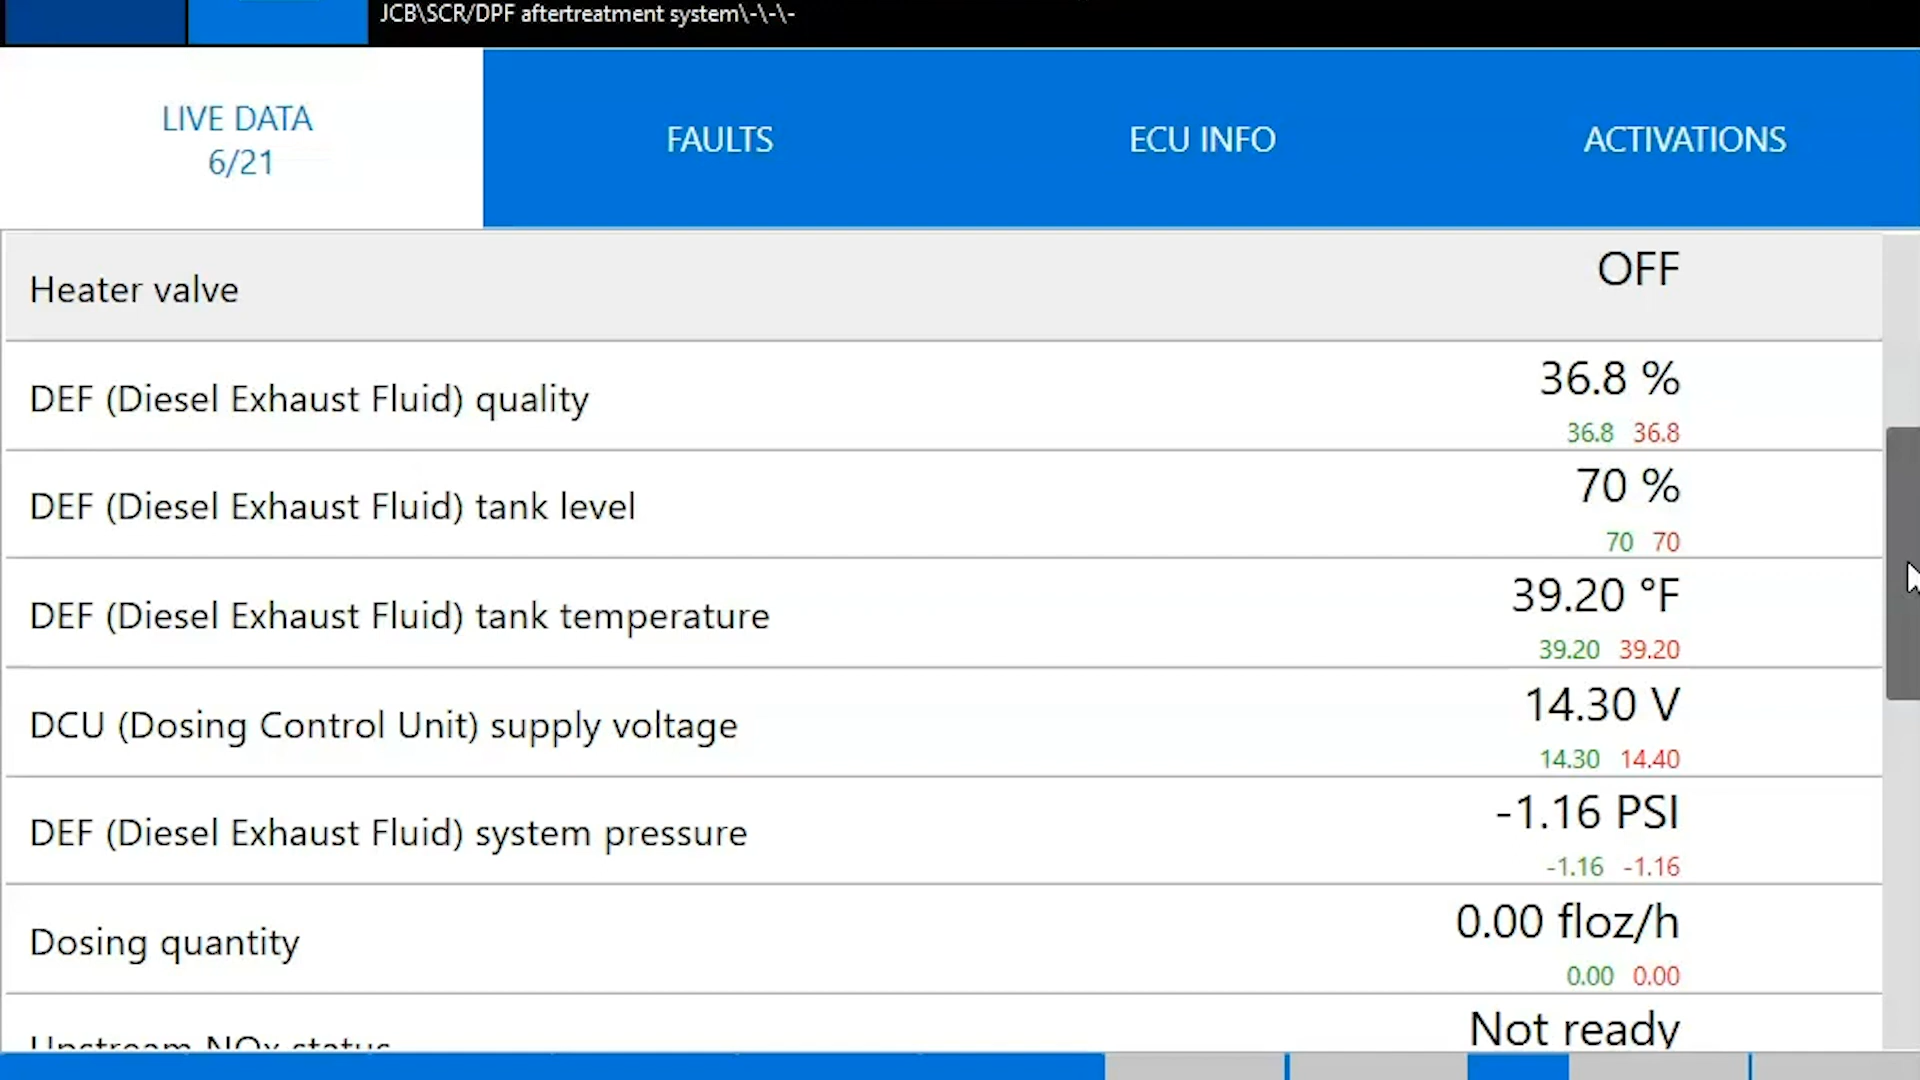 JCB\SCR/DPF aftertreatment system\-\-\-
LIVE DATA
6/21
FAULTS
ECU INFO
ACTIVATIONS
Heater valve
OFF
DEF (Diesel Exhaust Fluid) quality
36.8 %
36.8 36.8
DEF (Diesel Exhaust Fluid) tank level
70 %
70 70
DEF (Diesel Exhaust Fluid) tank temperature
39.20 °F
39.20 39.20
DCU (Dosing Control Unit) supply voltage
14.30 V
14.30 14.40
DEF (Diesel Exhaust Fluid) system pressure
-1.16 PSI
-1.16 -1.16
Dosing quantity
0.00 floz/h
0.00 0.00
Upstream NOx status
Not ready